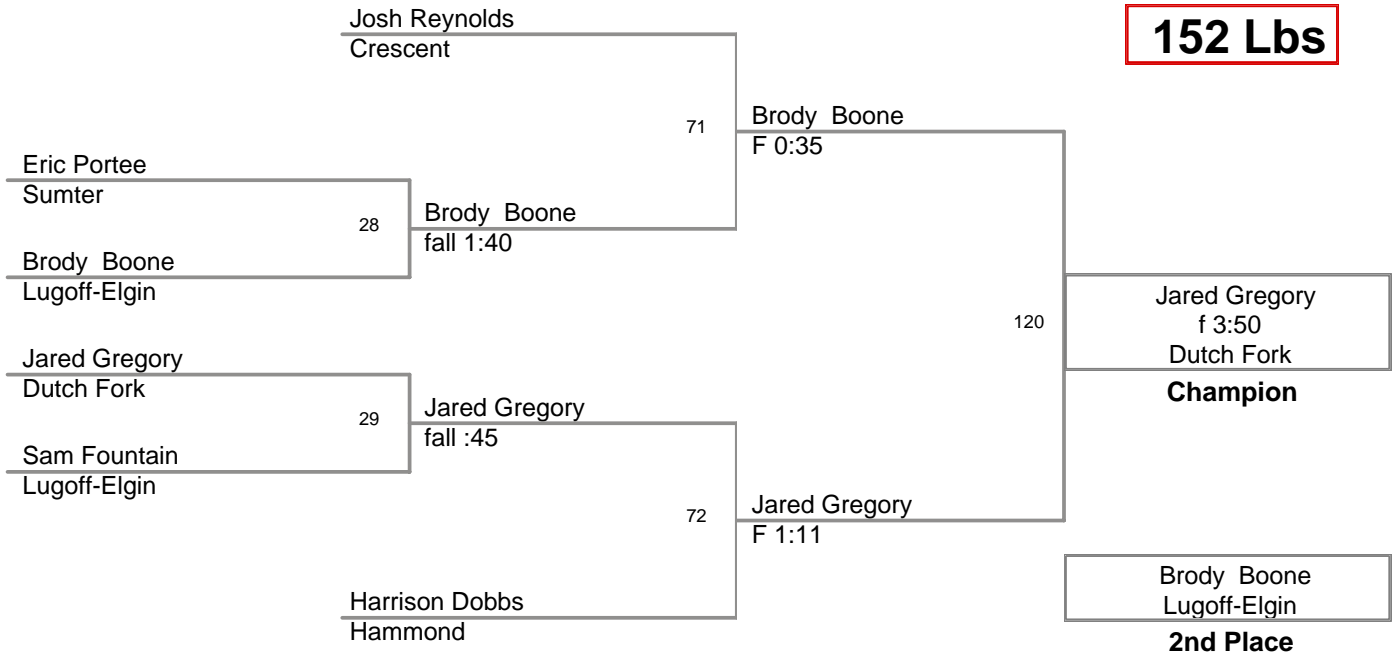 Josh Reynolds
Crescent
152 Lbs
71
Brody Boone
F 0:35
Eric Portee
Sumter
28
Brody Boone
fall 1:40
Brody Boone
Lugoff-Elgin
Jared Gregory
f 3:50
Dutch Fork
Champion
120
Jared Gregory
Dutch Fork
29
Jared Gregory
fall :45
Sam Fountain
Lugoff-Elgin
72
Jared Gregory
F 1:11
Harrison Dobbs
Hammond
Brody Boone
Lugoff-Elgin
2nd Place